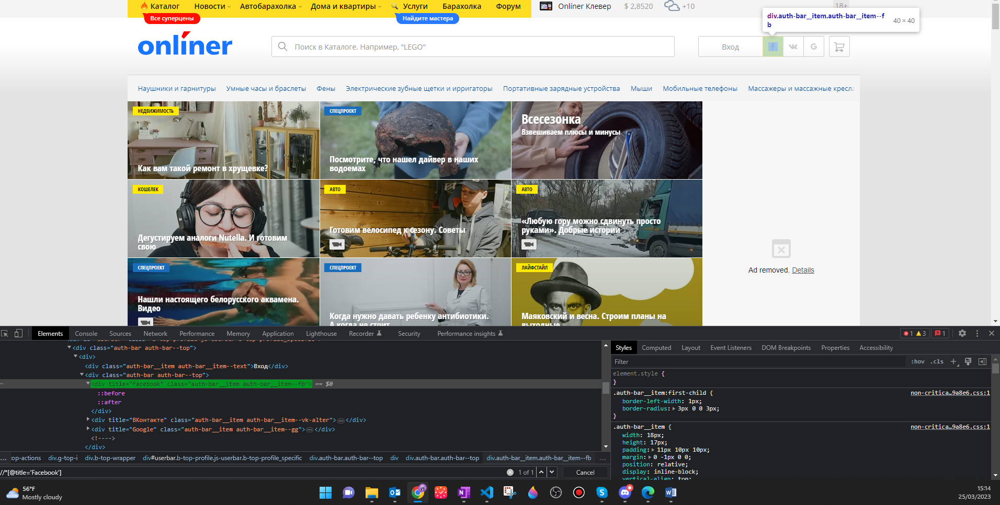 Каталог
Новости
Автобарахолка
Дома и квартиры
Услуги
Барахолка
Форум
Onlíner Клевер
$ 2,8520
+10
18+
Все суперцены
Найдите мастера
div.auth-bar__item.auth-bar__item--f
b
40 × 40
onlíner
Поиск в Каталоге. Например, "LEGO"
Вход
Наушники и гарнитуры
Умные часы и браслеты
Фены
Электрические зубные щетки и ирригаторы
Портативные зарядные устройства
Мыши
Мобильные телефоны
Массажеры и массажные кресла
НЕДВИЖИМОСТЬ
Как вам такой ремонт в хрущевке?
СПЕЦПРОЕКТ
Посмотрите, что нашел дайвер в наших
водоемах
Всесезонка
Взвешиваем плюсы и минусы
КОШЕЛЕК
Дегустируем аналоги Nutella. И готовим
свою
АВТО
Готовим велосипед к сезону. Советы
АВТО
«Любую гору можно сдвинуть просто
руками». Добрые истории
Ad removed. Details
СПЕЦПРОЕКТ
Нашли настоящего белорусского аквамена.
Видео
СПЕЦПРОЕКТ
Когда нужно давать ребенку антибиотики.
А когда не стоит
ЛАЙФСТАЙЛ
Маяковский и весна. Строим планы на
выходные
Elements
Console
Sources
Network
Performance
Memory
Application
Lighthouse
Recorder
Security
Performance insights
1
3
1
<div class="auth-bar auth-bar--top">
<div>
<div class="auth-bar__item auth-bar__item--text">Вход</div>
<div class="auth-bar auth-bar--top">
<div title="Facebook" class="auth-bar__item auth-bar__item--fb"> == $0
::before
::after
</div>
<div title="ВКонтакте" class="auth-bar__item auth-bar__item--vk-alter">…</div>
<div title="Google" class="auth-bar__item auth-bar__item--gg">…</div>
<!---->
</div>
... op-actions div.g-top-i div.b-top-wrapper div#userbar.b-top-profile.js-userbar.b-top-profile_specific div.auth-bar.auth-bar--top div div.auth-bar.auth-bar--top div.auth-bar__item.auth-bar__item--fb ...
//*[@title='Facebook']
1 of 1
Cancel
Styles
Computed
Layout
Event Listeners
DOM Breakpoints
Properties
Accessibility
Filter
:hov .cls
element.style {
}
.auth-bar__item:first-child {
non-critica…9a8e6.css:1
border-left-width: 1px;
border-radius: 3px 0 0 3px;
}
.auth-bar__item {
non-critica…9a8e6.css:1
width: 18px;
height: 17px;
padding: 11px 10px 10px;
margin: 0 -1px 0 0;
position: relative;
display: inline-block;
vertical-align: top;
56°F
Mostly cloudy
15:14
25/03/2023